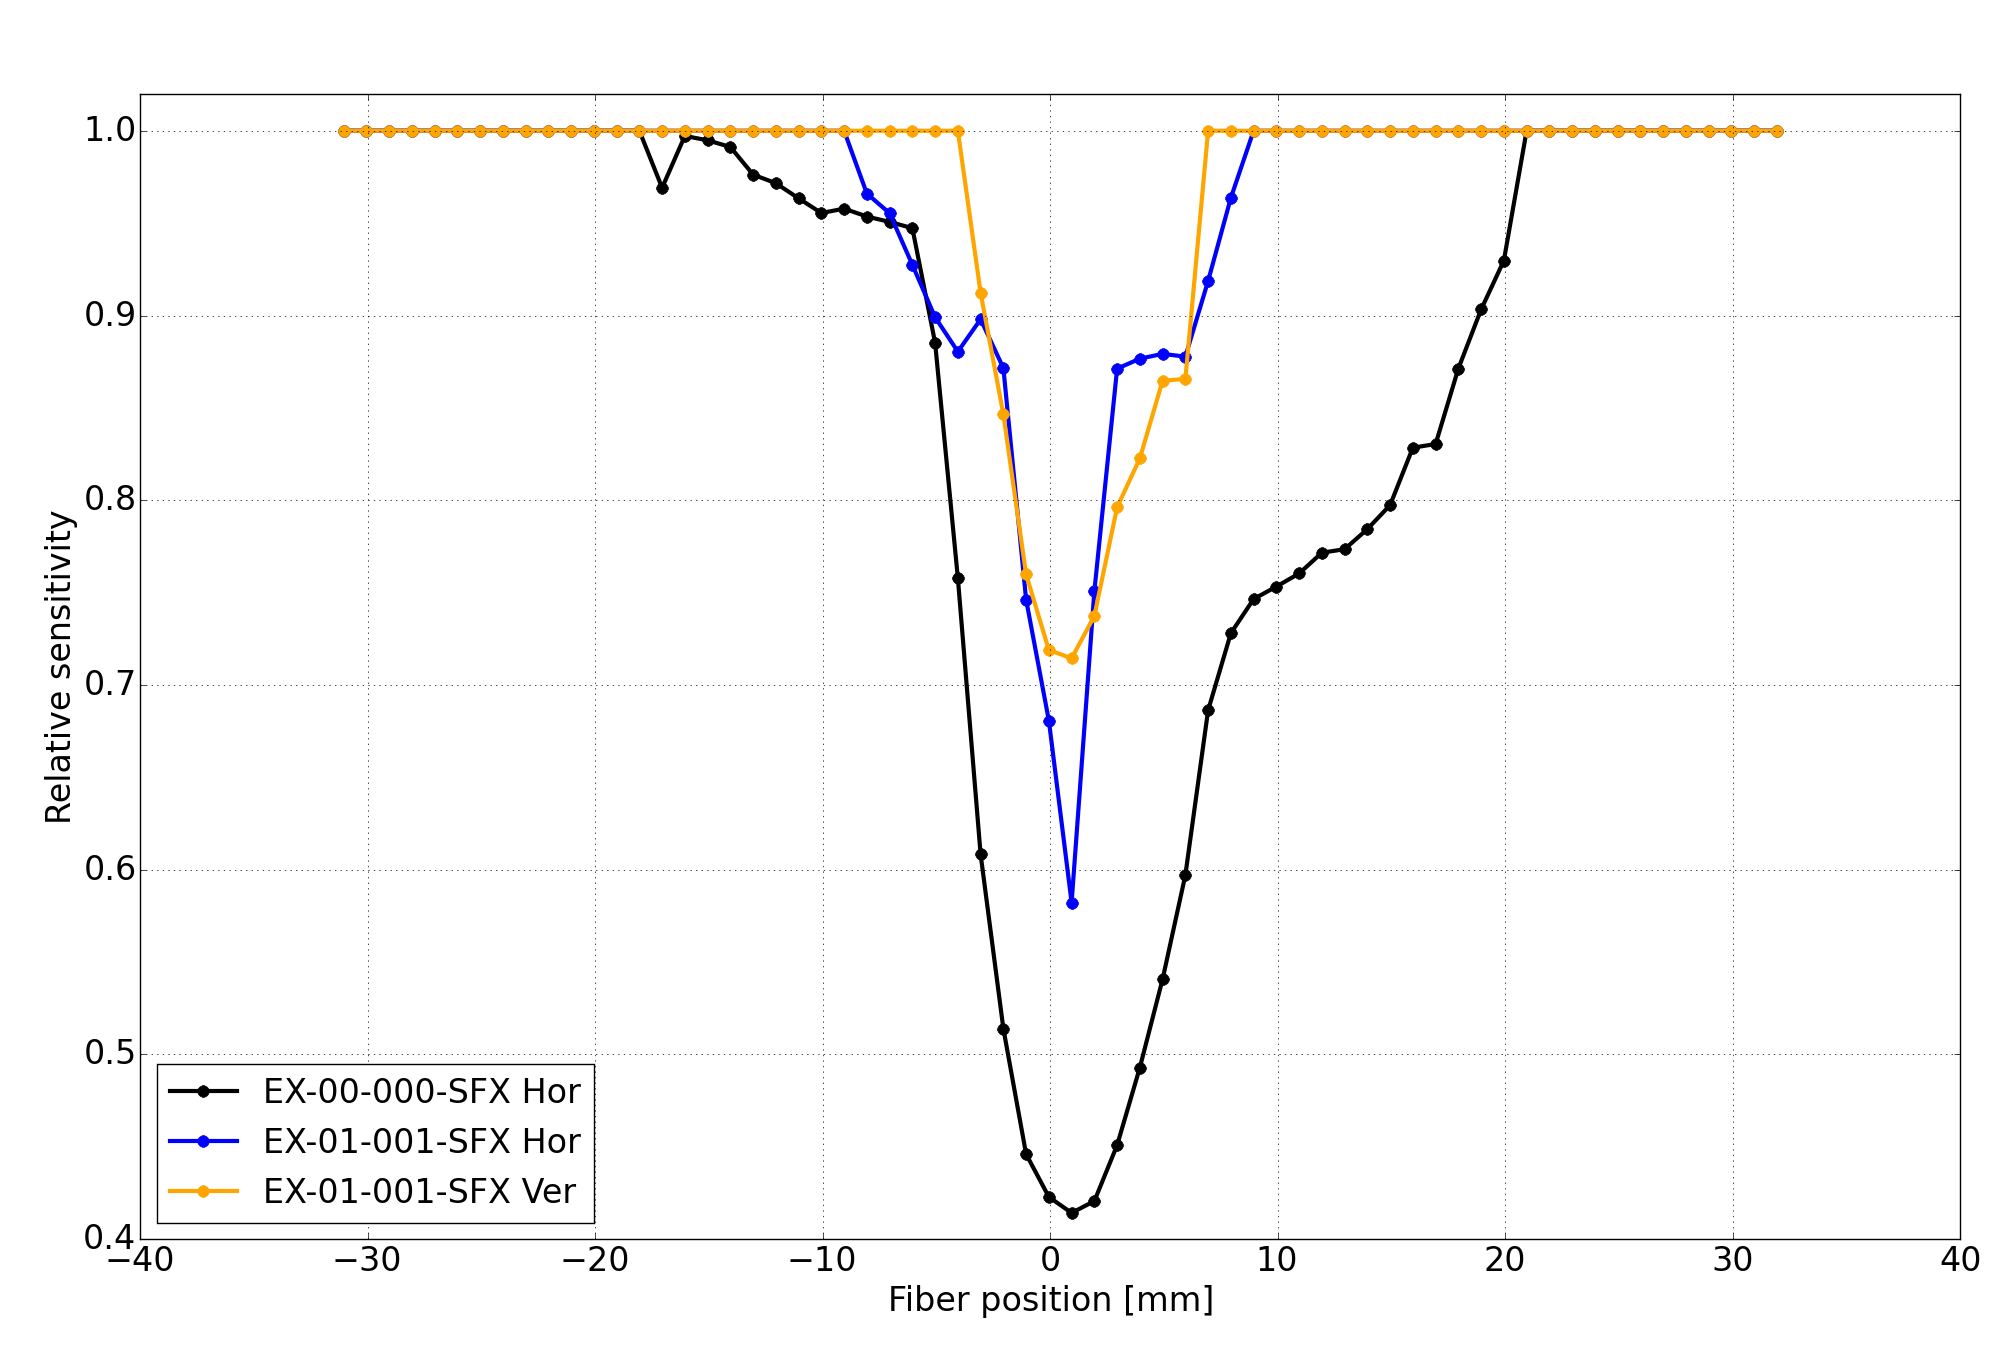 1.0
0.9
0.8
0.7
0.6
0.5
0.4
Relative sensitivity
EX-00-000-SFX Hor
EX-01-001-SFX Hor
EX-01-001-SFX Ver
−40 −30 −20 −10 0 10 20 30 40
Fiber position [mm]